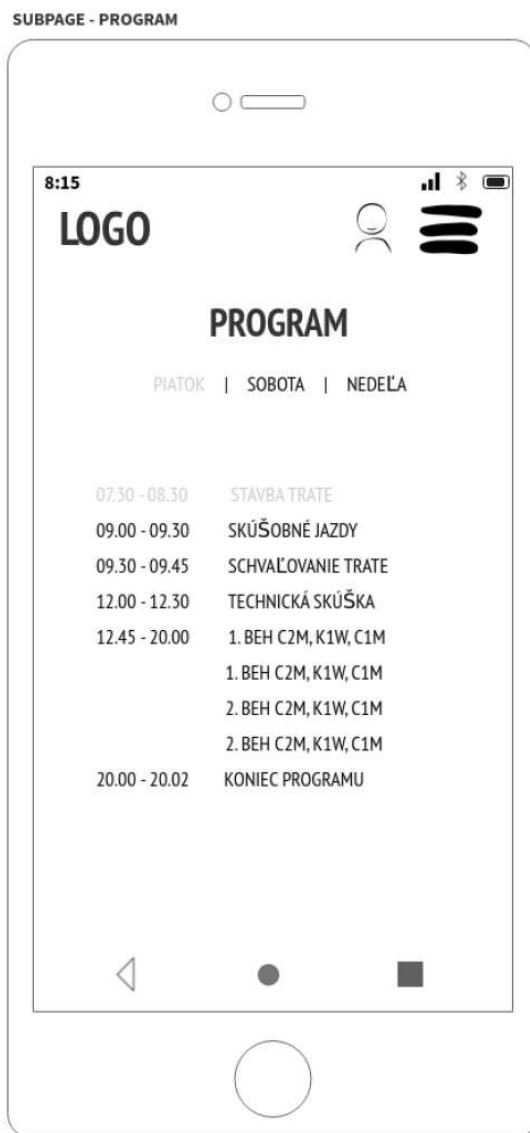 SUBPAGE - PROGRAM
8:15
LOGO
PROGRAM
PIATOK | SOBOTA | NEDEĽA
07.30 - 08.30 STAVBA TRATE
09.00 - 09.30 SKÚŠOBNÉ JAZDY
09.30 - 09.45 SCHVAĽOVANIE TRATE
12.00 - 12.30 TECHNICKÁ SKÚŠKA
12.45 - 20.00 1. BEH C2M, K1W, C1M
1. BEH C2M, K1W, C1M
2. BEH C2M, K1W, C1M
2. BEH C2M, K1W, C1M
20.00 - 20.02 KONIEC PROGRAMU